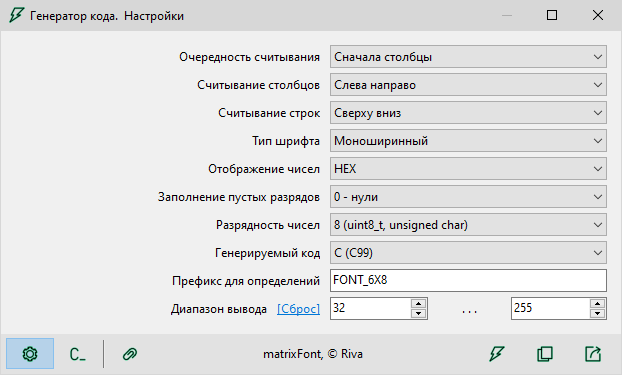 Генератор кода. Настройки
Очередность считывания Сначала столбцы
Считывание столбцов Слева направо
Считывание строк Сверху вниз
Тип шрифта Моноширинный
Отображение чисел HEX
Заполнение пустых разрядов 0 - нули
Разрядность чисел 8 (uint8_t, unsigned char)
Генерируемый код C (C99)
Префикс для определений FONT_6X8
Диапазон вывода [Сброс] 32 ... 255
C_ matrixFont, © Riva